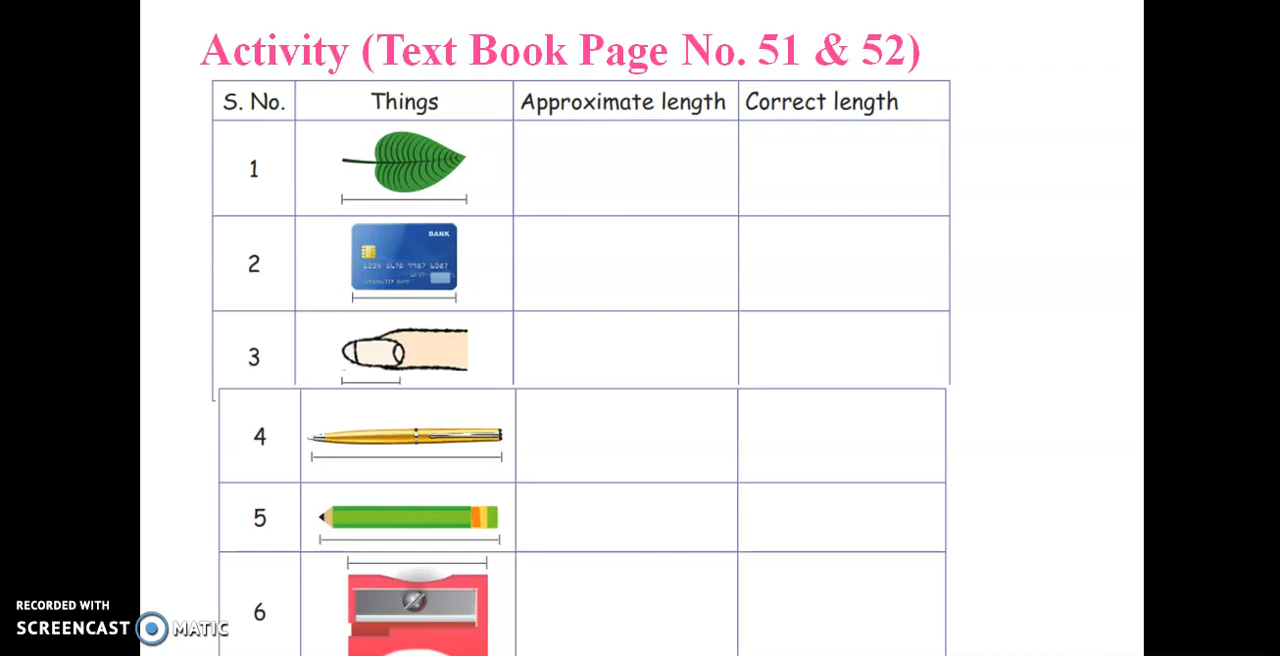 Activity (Text Book Page No. 51 & 52)
S. No. Things Approximate length Correct length
1
BANK
2
3
4
5
6
RECORDED WITH
SCREENCAST MATIC